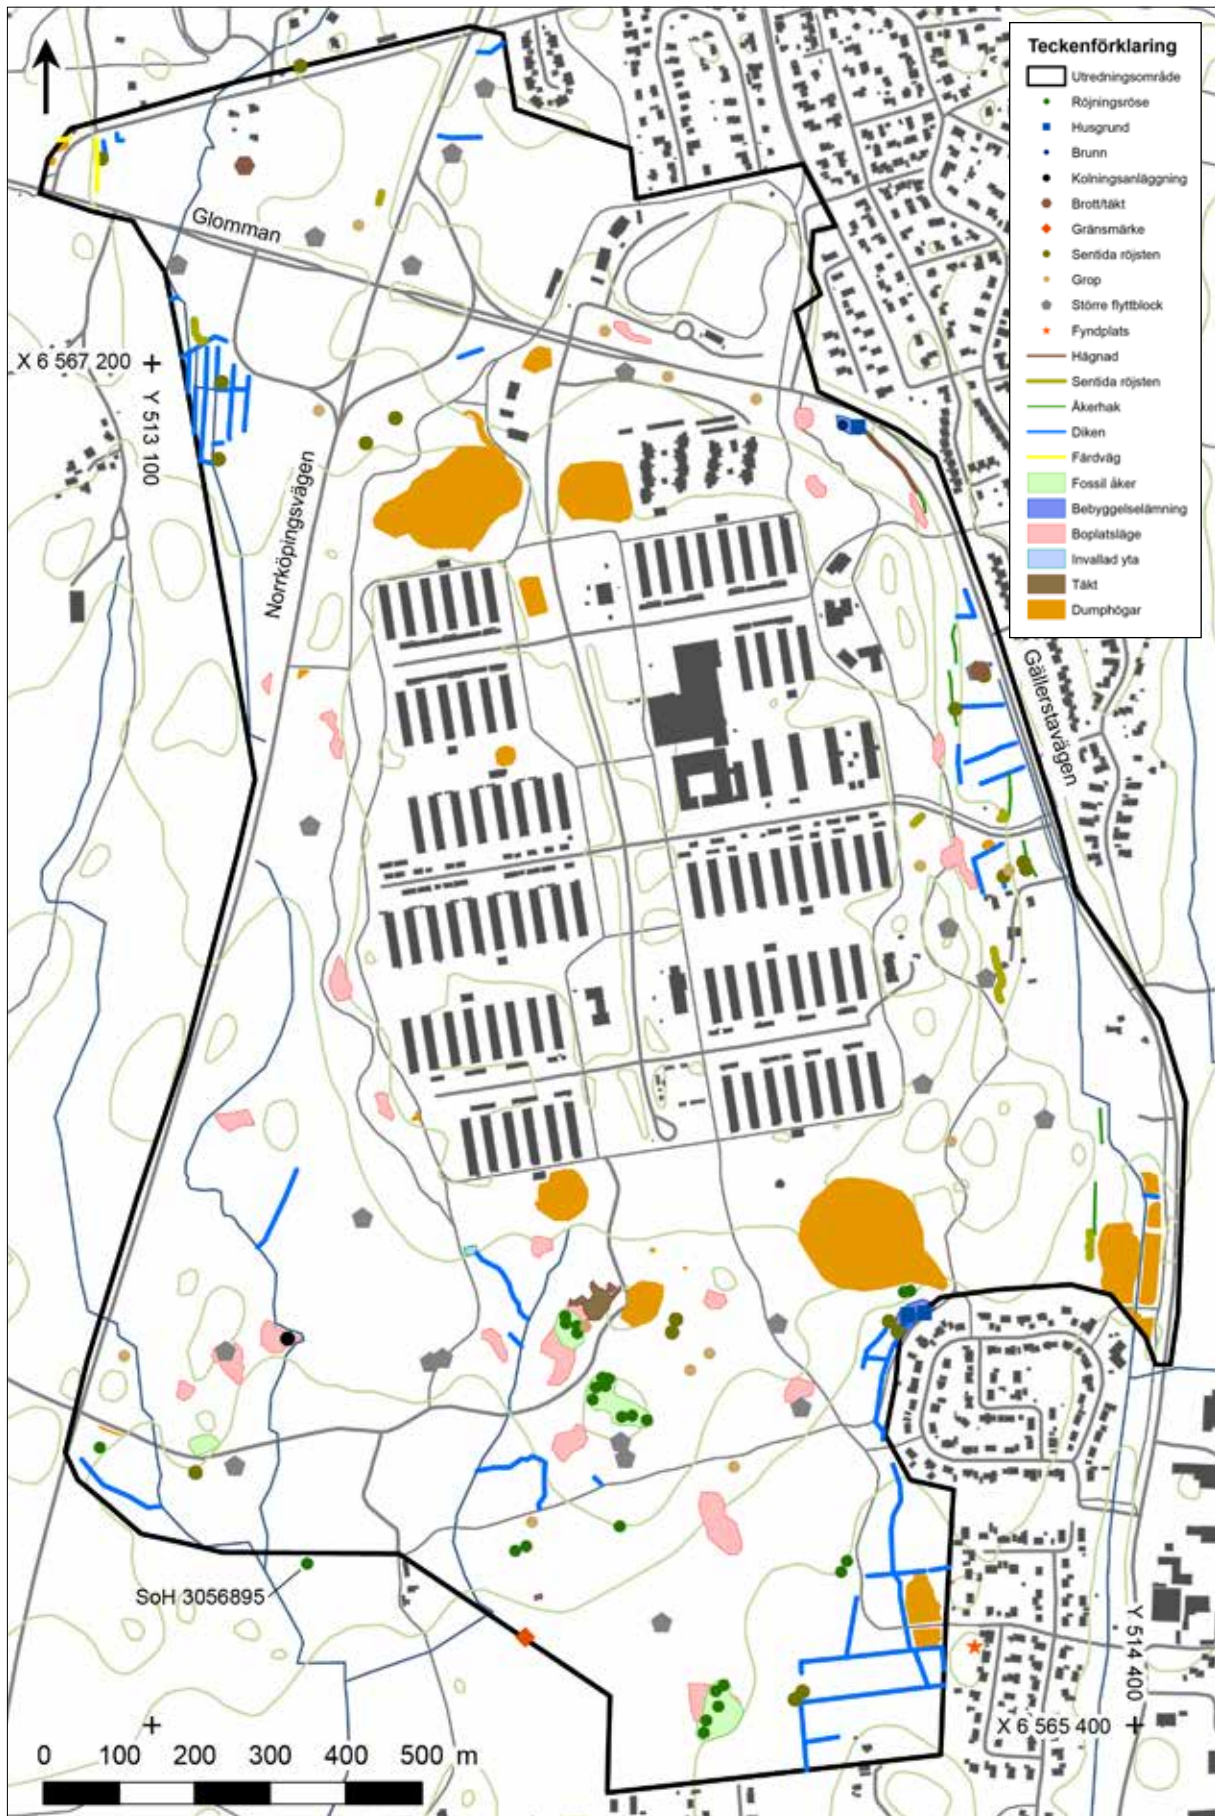 Teckenförklaring
Utredningsområde
Röjningsröse
Husgrund
Brunn
Kolningsanläggning
Brott/täkt
Gränsmärke
Sentida röjsten
Grop
Större flyttblock
Fyndplats
Hägnad
Sentida röjsten
Åkerhak
Diken
Färdväg
Fossil åker
Bebyggelselämning
Boplatsläge
Invallad yta
Täkt
Dumphögar
Glomman
X 6 567 200
Y 513 100
Norrköpingsvägen
Gällerstavägen
SoH 3056895
Y 514 400
X 6 565 400
0 100 200 300 400 500 m